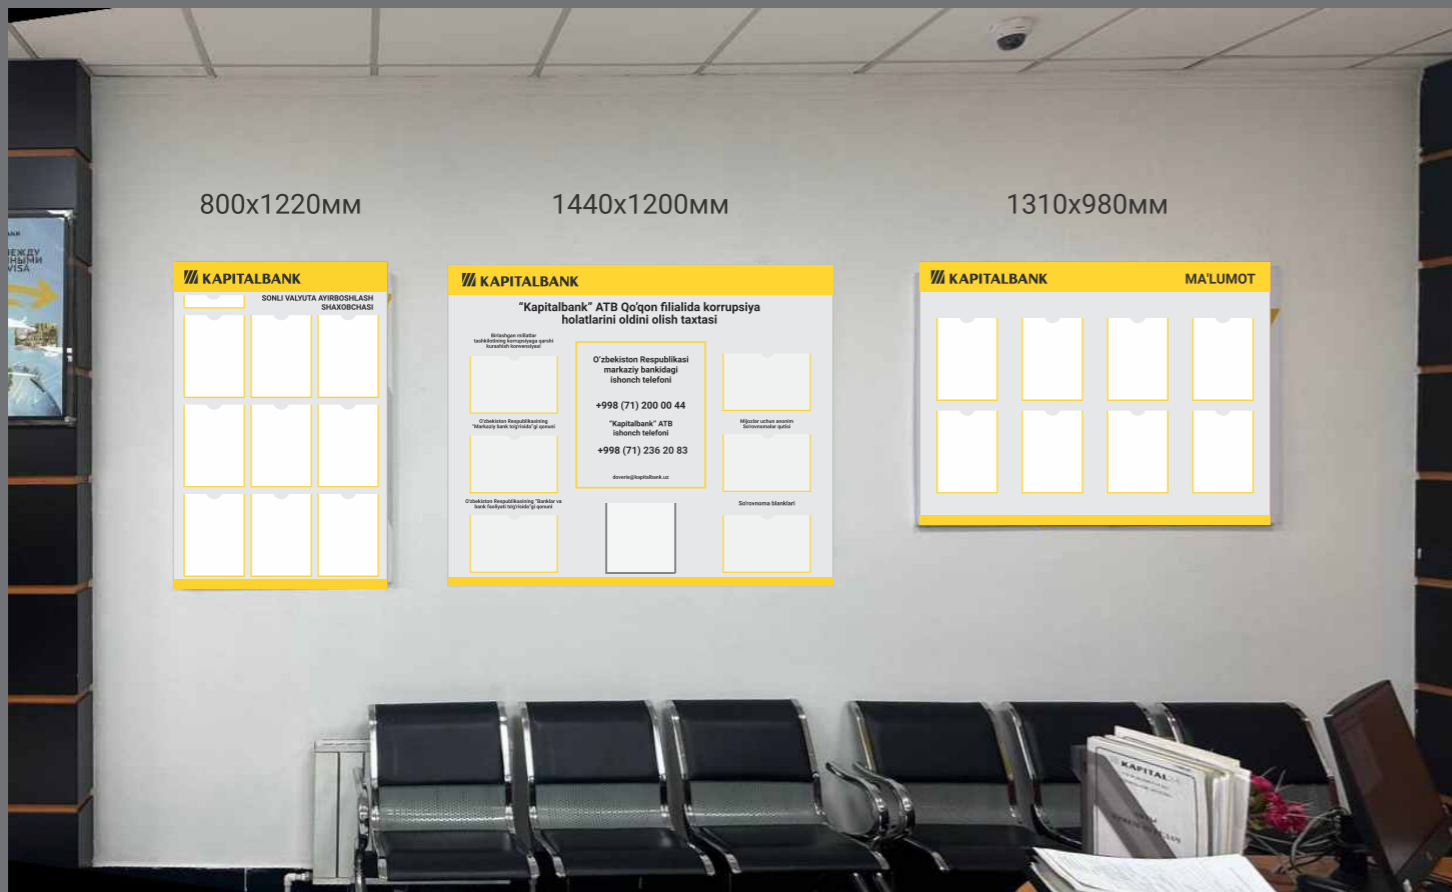 800x1220мм
1440x1200мм
1310x980мм
НЫМИ
VISA
KAPITALBANK
SONLI VALYUTA AYIRBOSHLASH
SHAXOBCHASI
KAPITALBANK
“Kapitalbank” ATB Qo'qon filialida korrupsiya
holatlarini oldini olish taxtasi
Birlashgan millatlar
tashkilotining korrupsiyaga qarshi
kurashish konvensiyasi
O'zbekiston Respublikasining
"Markaziy bank to'g'risida"gi qonuni
O'zbekiston Respublikasining "Banklar va
bank faoliyati to'g'risida"gi qonuni
O'zbekiston Respublikasi
markaziy bankidagi
ishonch telefoni
+998 (71) 200 00 44
“Kapitalbank” ATB
ishonch telefoni
+998 (71) 236 20 83
doverie@kapitalbank.uz
Mijozlar uchun anonim
So'rovnomalar qutisi
So'rovnoma blanklari
KAPITALBANK
MA'LUMOT
KAPITAL